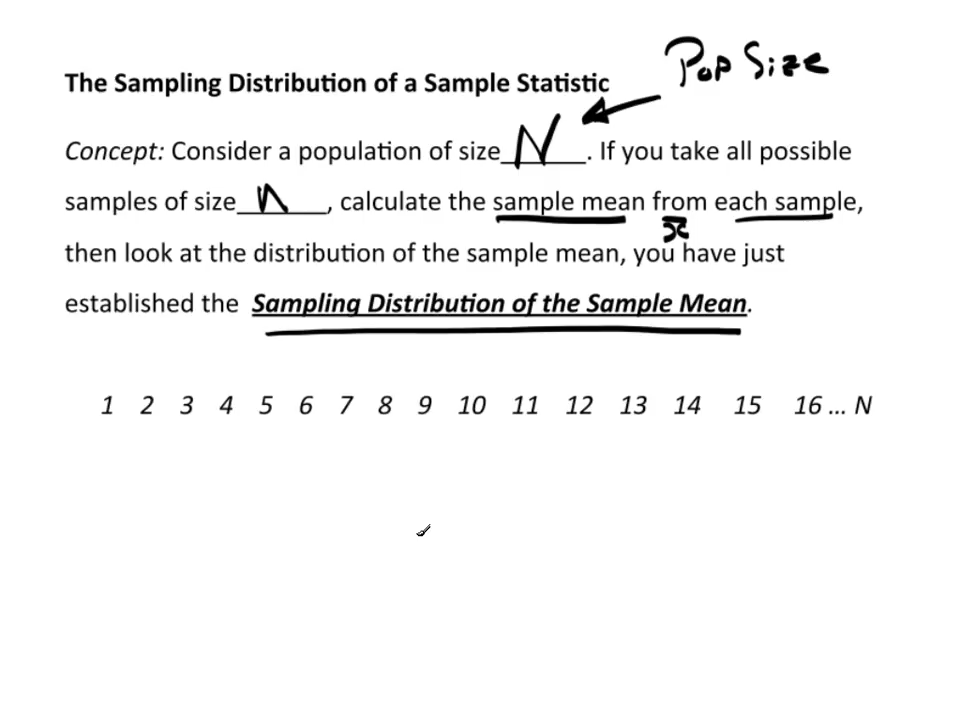 Pop Size
The Sampling Distribution of a Sample Statistic
Concept: Consider a population of size N. If you take all possible
samples of size n, calculate the sample mean from each sample,
x̄
then look at the distribution of the sample mean, you have just
established the Sampling Distribution of the Sample Mean.
1 2 3 4 5 6 7 8 9 10 11 12 13 14 15 16 ... N